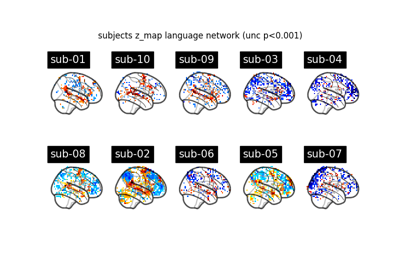 subjects z_map language network (unc p<0.001)
sub-01 sub-10 sub-09 sub-03 sub-04
sub-08 sub-02 sub-06 sub-05 sub-07